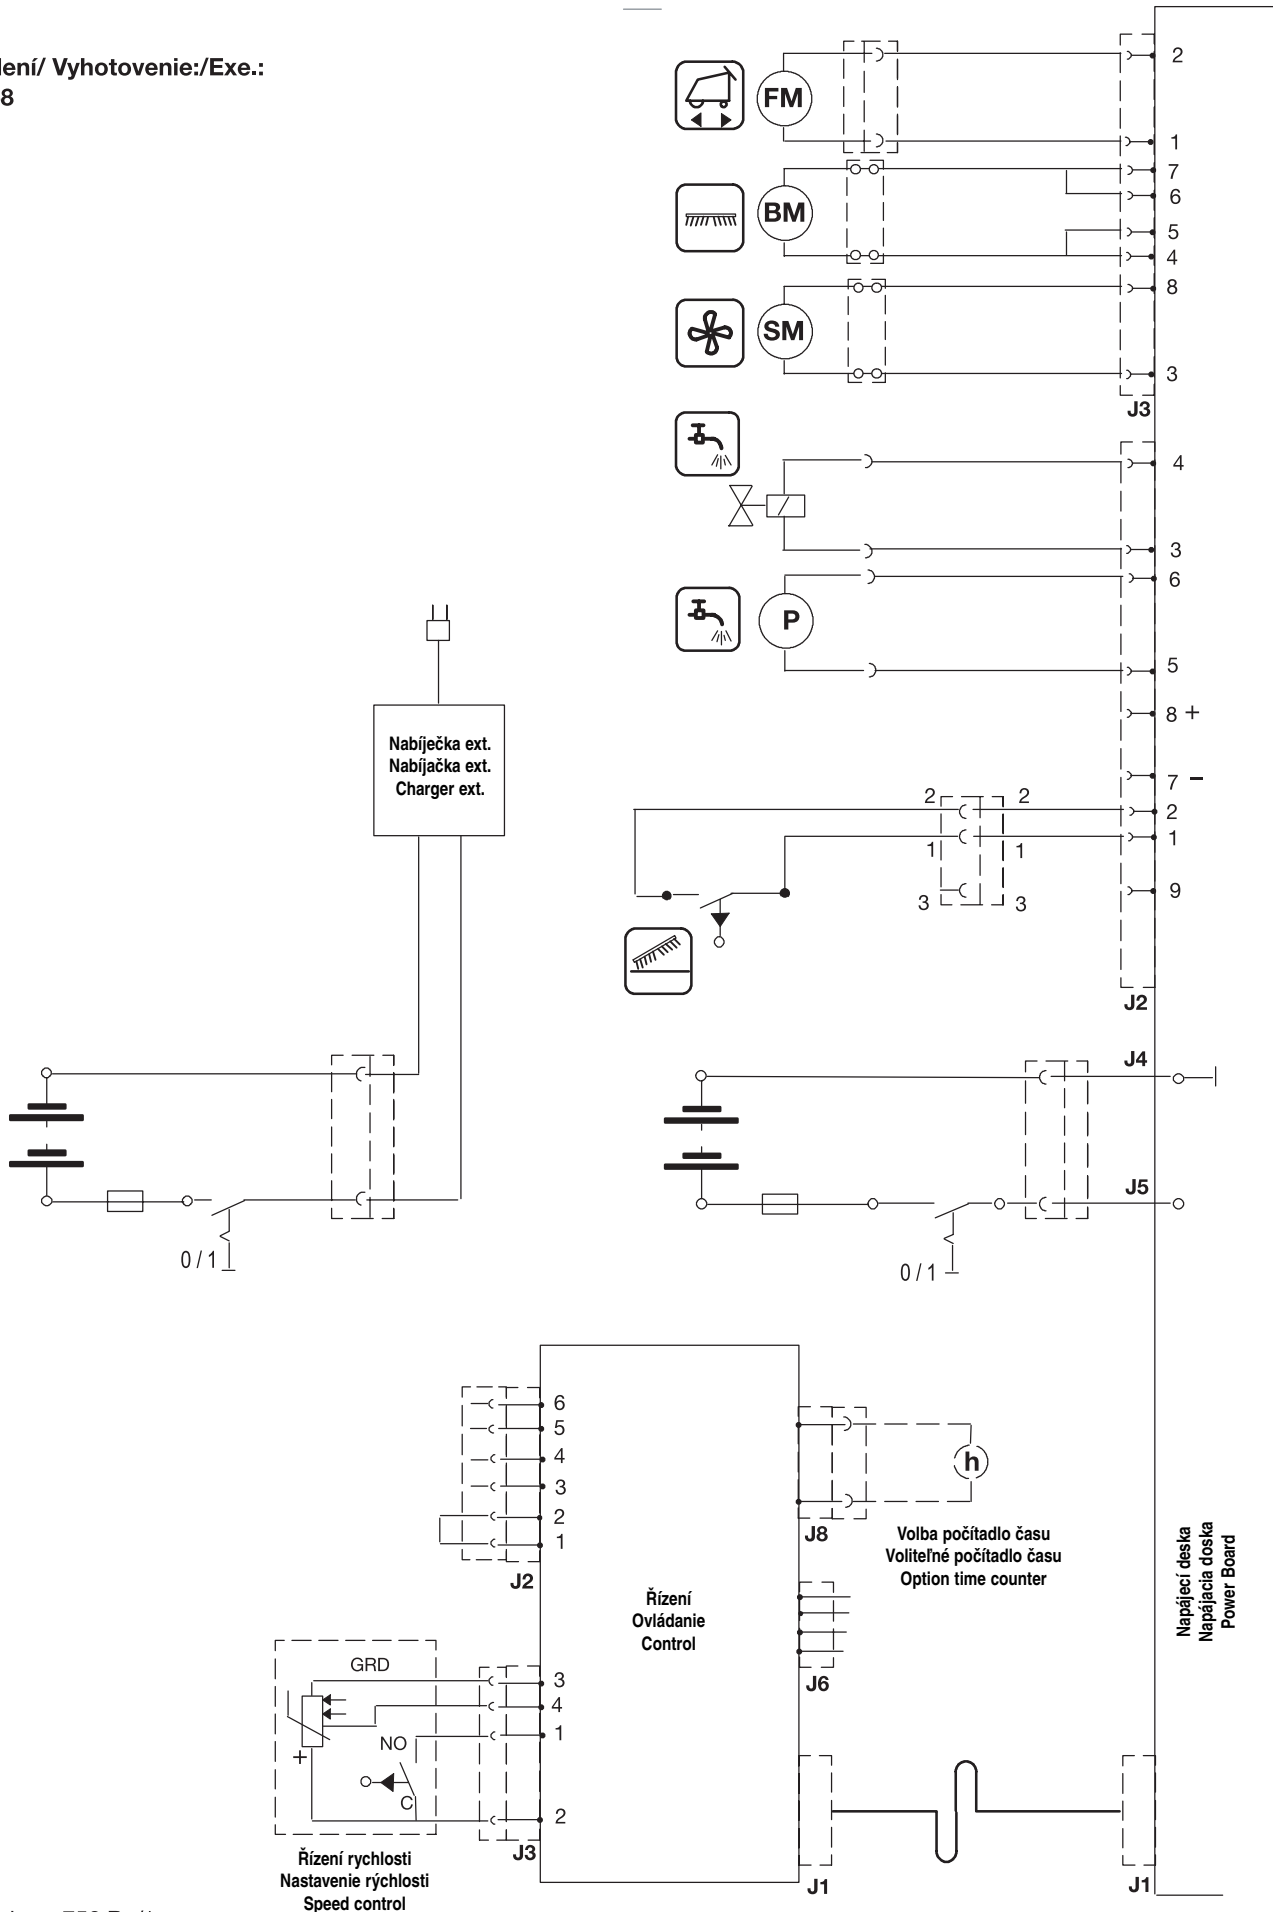 lení/ Vyhotovenie:/Exe.:
8
FM
2
1
BM
7
6
5
4
SM
8
3
J3
4
3
P
6
5
8 +
7 −
2 2 2
1 1 1
9
3 3
J2
Nabíječka ext.
Nabíjačka ext.
Charger ext.
0 / 1
J4
J5
0 / 1
6
5
4
3
2
1
J2
Řízení
Ovládanie
Control
h
J8
Volba počítadlo času
Voliteľné počítadlo času
Option time counter
J6
Napájecí deska
Napájacia doska
Power Board
GRD
3
4
NO
1
+
C
2
J3
Řízení rychlosti
Nastavenie rýchlosti
Speed control
J1
J1